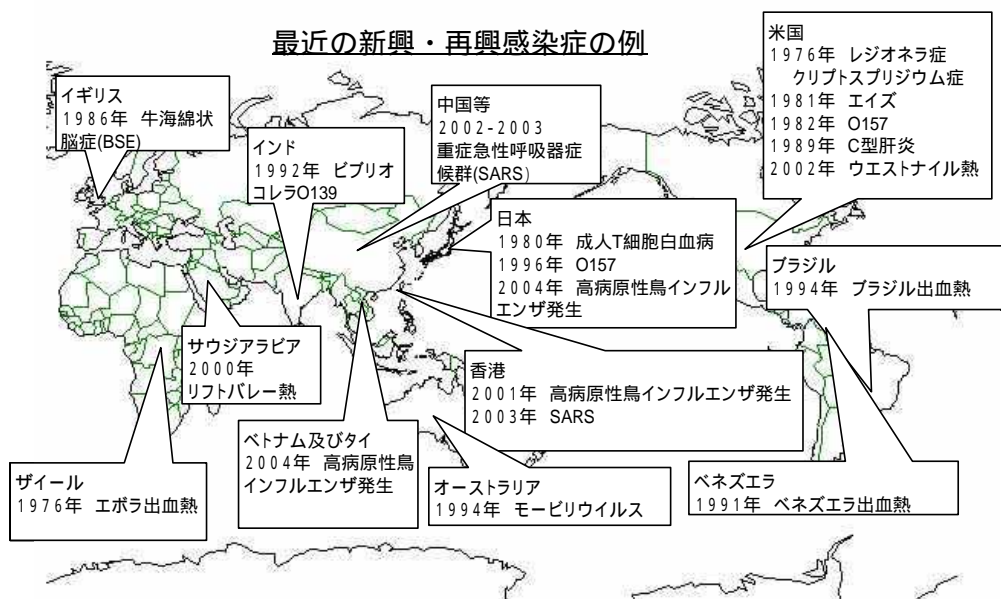 最近の新興・再興感染症の例
イギリス
1986年 牛海綿状
脳症(BSE)
インド
1992年 ビブリオ
コレラO139
中国等
2002-2003
重症急性呼吸器症
候群(SARS)
米国
1976年 レジオネラ症
クリプトスプリジウム症
1981年 エイズ
1982年 O157
1989年 C型肝炎
2002年 ウエストナイル熱
日本
1980年 成人T細胞白血病
1996年 O157
2004年 高病原性鳥インフル
エンザ発生
ブラジル
1994年 ブラジル出血熱
サウジアラビア
2000年
リフトバレー熱
香港
2001年 高病原性鳥インフルエンザ発生
2003年 SARS
ベトナム及びタイ
2004年 高病原性鳥
インフルエンザ発生
ザイール
1976年 エボラ出血熱
オーストラリア
1994年 モービリウイルス
ベネズエラ
1991年 ベネズエラ出血熱